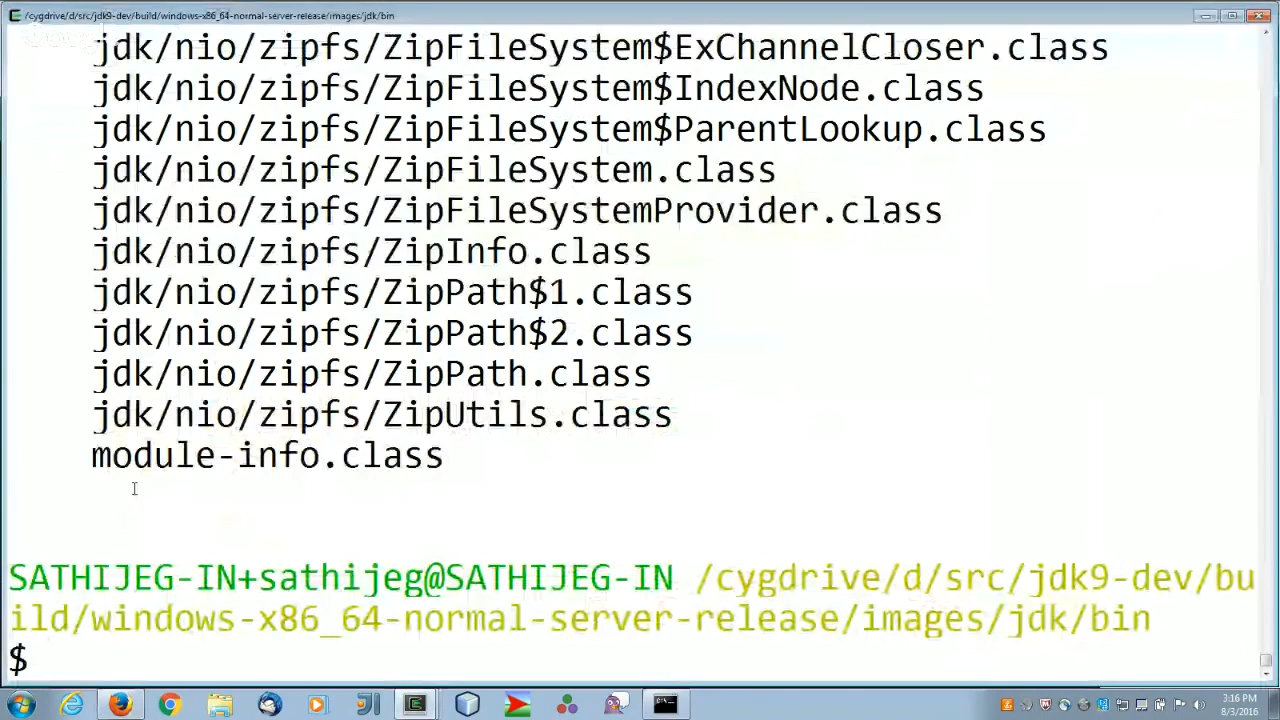 /cygdrive/d/src/jdk9-dev/build/windows-x86_64-normal-server-release/images/jdk/bin
jdk/nio/zipfs/ZipFileSystem$ExChannelCloser.class
jdk/nio/zipfs/ZipFileSystem$IndexNode.class
jdk/nio/zipfs/ZipFileSystem$ParentLookup.class
jdk/nio/zipfs/ZipFileSystem.class
jdk/nio/zipfs/ZipFileSystemProvider.class
jdk/nio/zipfs/ZipInfo.class
jdk/nio/zipfs/ZipPath$1.class
jdk/nio/zipfs/ZipPath$2.class
jdk/nio/zipfs/ZipPath.class
jdk/nio/zipfs/ZipUtils.class
module-info.class
SATHIJEG-IN+sathijeg@SATHIJEG-IN /cygdrive/d/src/jdk9-dev/bu
ild/windows-x86_64-normal-server-release/images/jdk/bin
$
3:16 PM
8/3/2016